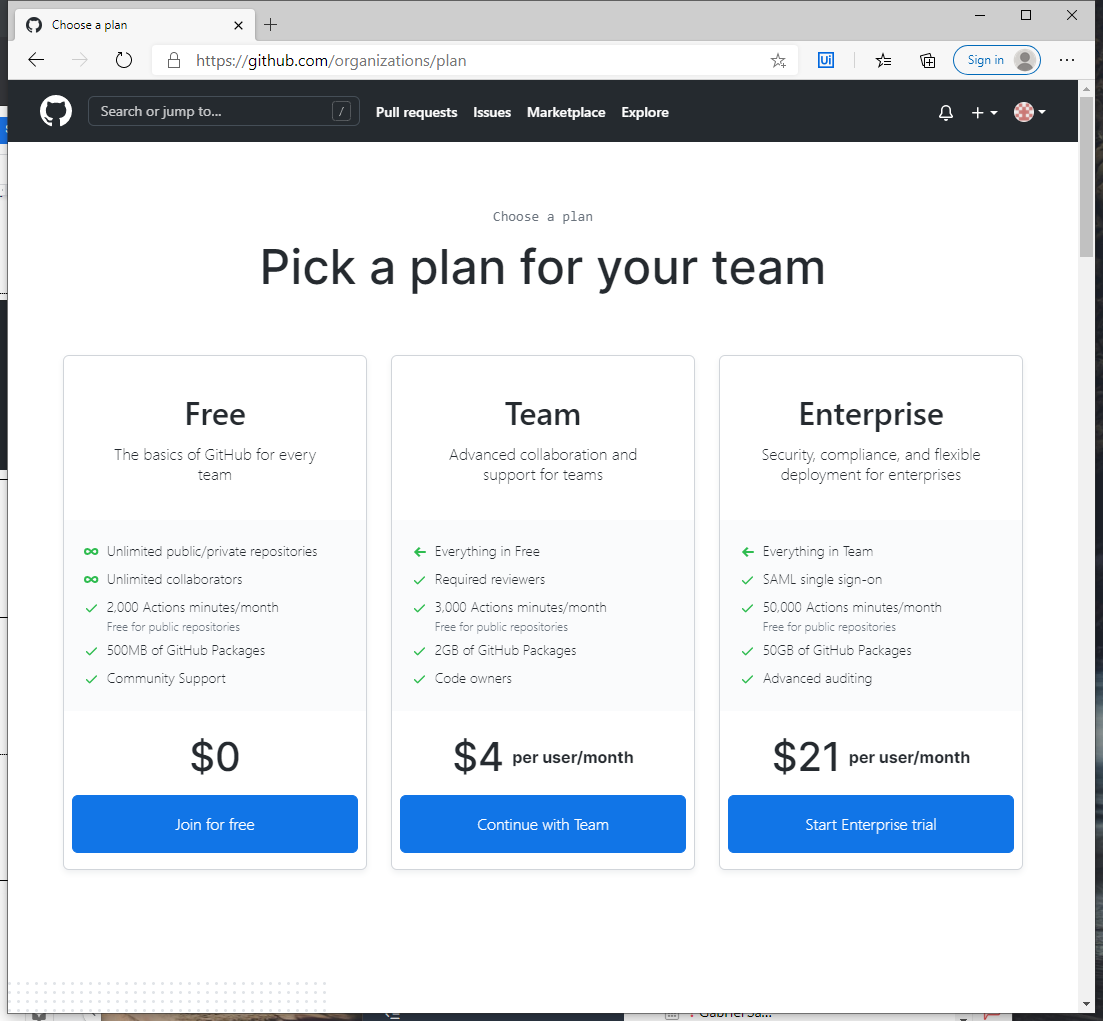 Choose a plan
https://github.com/organizations/plan
Ui
Sign in
Search or jump to...
/
Pull requests
Issues
Marketplace
Explore
Choose a plan
Pick a plan for your team
Free
The basics of GitHub for every
team
Unlimited public/private repositories
Unlimited collaborators
2,000 Actions minutes/month
Free for public repositories
500MB of GitHub Packages
Community Support
$0
Join for free
Team
Advanced collaboration and
support for teams
Everything in Free
Required reviewers
3,000 Actions minutes/month
Free for public repositories
2GB of GitHub Packages
Code owners
$4 per user/month
Continue with Team
Enterprise
Security, compliance, and flexible
deployment for enterprises
Everything in Team
SAML single sign-on
50,000 Actions minutes/month
Free for public repositories
50GB of GitHub Packages
Advanced auditing
$21 per user/month
Start Enterprise trial